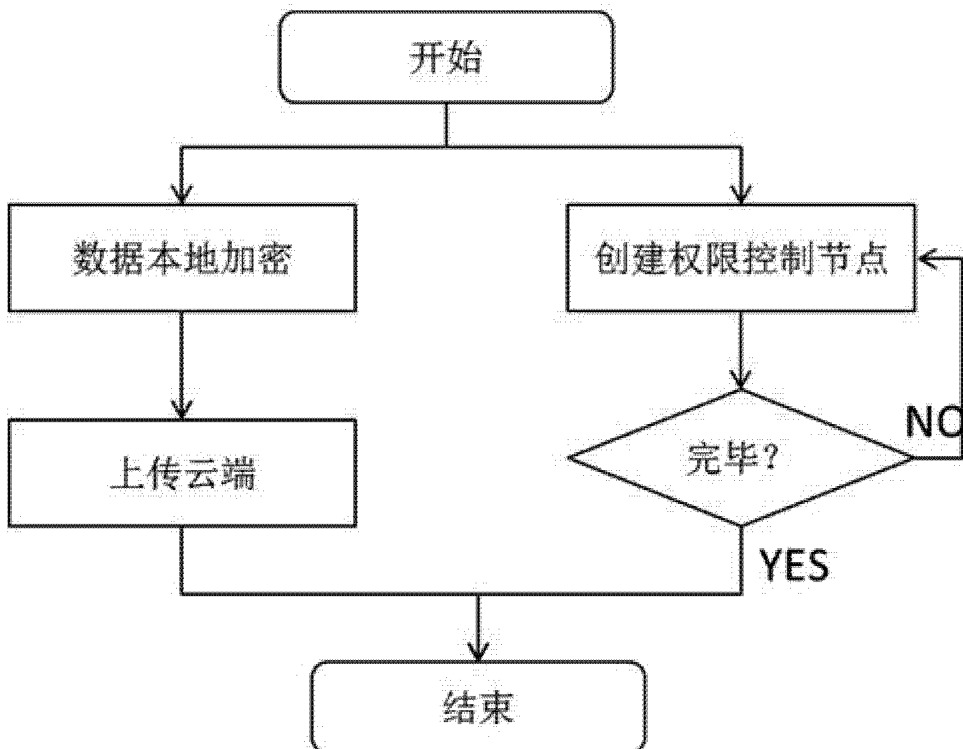 开始
数据本地加密
创建权限控制节点
上传云端
完毕?
NO
YES
结束